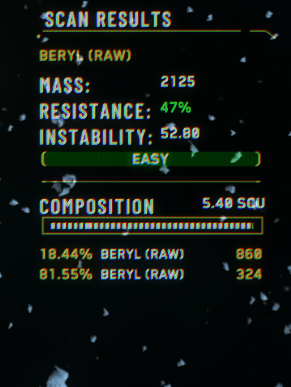 SCAN RESULTS
BERYL (RAW)
MASS: 2125
RESISTANCE: 47%
INSTABILITY: 52.80
EASY
COMPOSITION 5.40 SCU
18.44% BERYL (RAW) 860
81.55% BERYL (RAW) 324